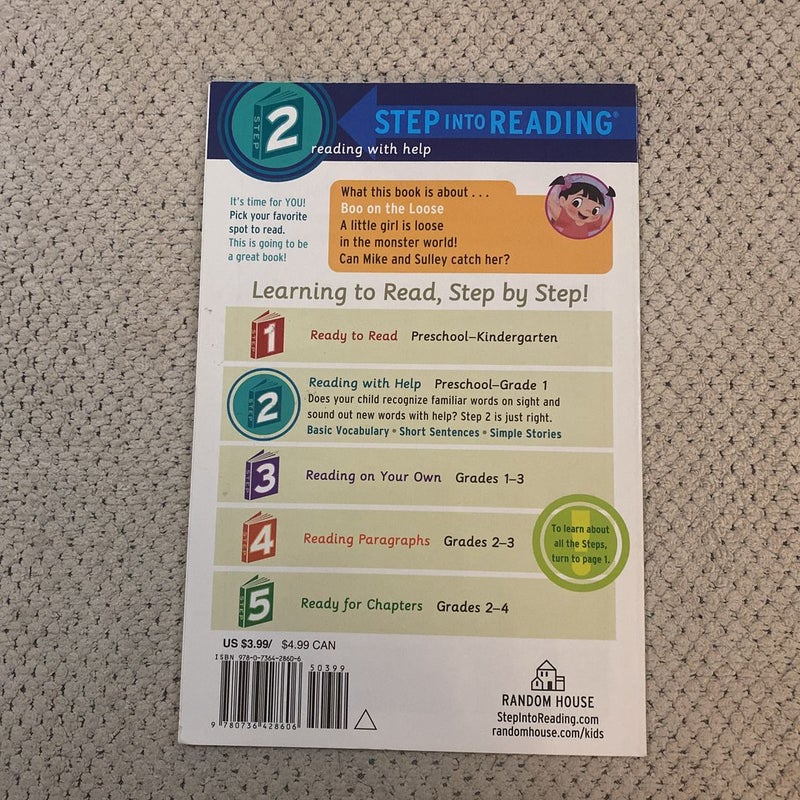 STEP 2
STEP INTO READING®
reading with help
It's time for YOU!
Pick your favorite
spot to read.
This is going to be
a great book!
What this book is about . . .
Boo on the Loose
A little girl is loose
in the monster world!
Can Mike and Sulley catch her?
Learning to Read, Step by Step!
STEP 1 Ready to Read Preschool–Kindergarten
STEP 2 Reading with Help Preschool–Grade 1
Does your child recognize familiar words on sight and
sound out new words with help? Step 2 is just right.
Basic Vocabulary • Short Sentences • Simple Stories
STEP 3 Reading on Your Own Grades 1–3
STEP 4 Reading Paragraphs Grades 2–3
To learn about
all the Steps,
turn to page 1.
STEP 5 Ready for Chapters Grades 2–4
US $3.99/ $4.99 CAN
ISBN 978-0-7364-2860-6
50399
9 780736 428606
RANDOM HOUSE
StepIntoReading.com
randomhouse.com/kids